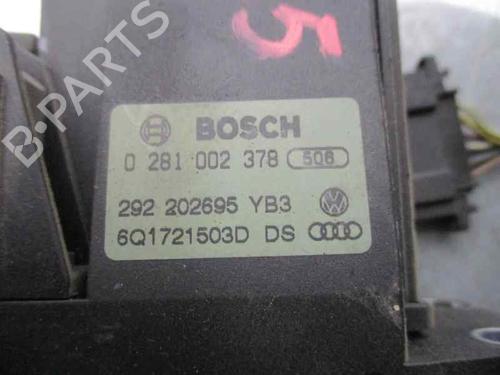 5
BOSCH
0 281 002 378 506
292 202695 YB3
6Q1721503D DS
B-PARTS